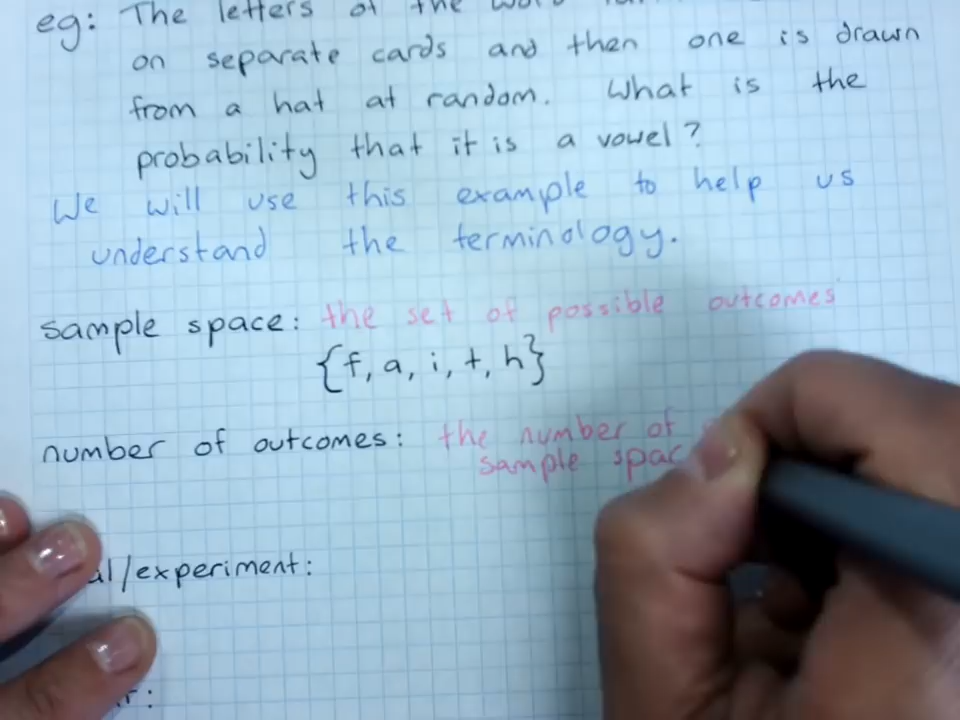 eg: The letters of the word
on separate cards and then one is drawn
from a hat at random. What is the
probability that it is a vowel?
We will use this example to help us
understand the terminology.
sample space: the set of possible outcomes
{f, a, i, t, h}
number of outcomes: the number of
sample spac
al/experiment: